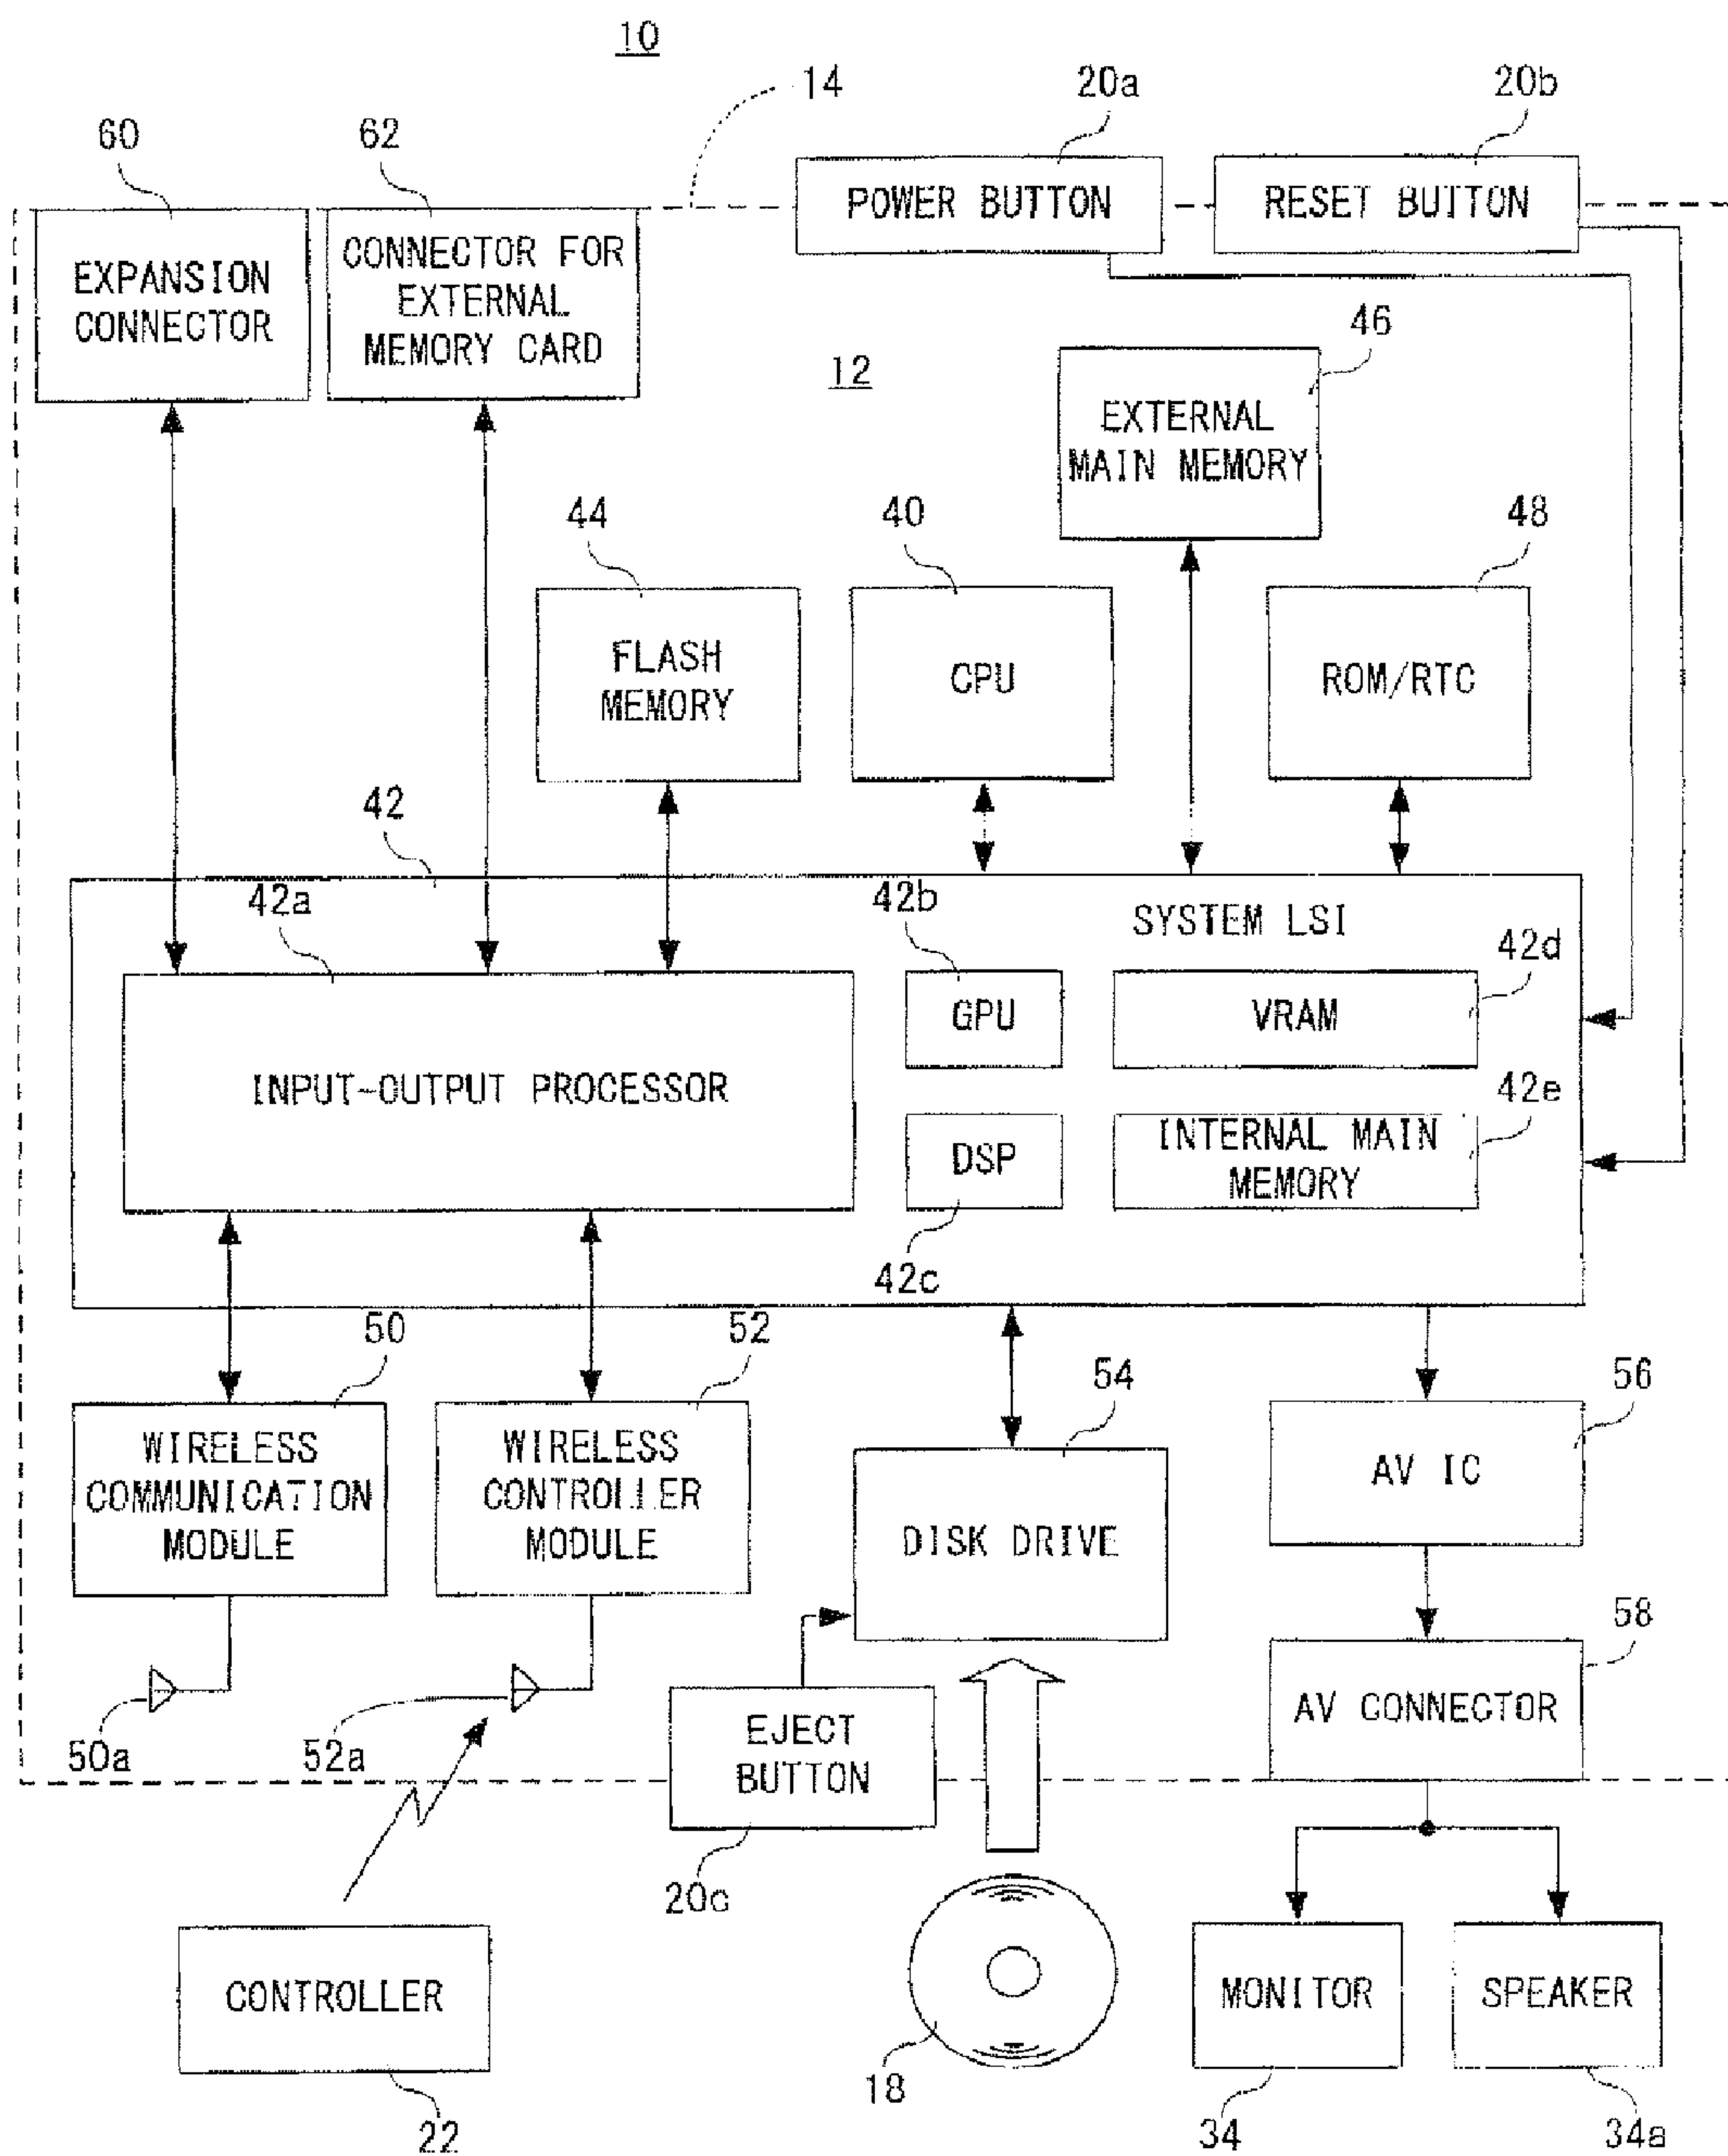 10
14
20a
20b
60
62
POWER BUTTON
RESET BUTTON
EXPANSION
CONNECTOR
CONNECTOR FOR
EXTERNAL
MEMORY CARD
12
46
EXTERNAL
MAIN MEMORY
44
40
48
FLASH
MEMORY
CPU
ROM/RTC
42
42a
42b
SYSTEM LSI
42d
GPU
VRAM
INPUT-OUTPUT PROCESSOR
42e
DSP
INTERNAL MAIN
MEMORY
42c
50
52
54
56
WIRELESS
COMMUNICATION
MODULE
WIRELESS
CONTROLLER
MODULE
DISK DRIVE
AV IC
58
50a
52a
EJECT
BUTTON
AV CONNECTOR
20c
CONTROLLER
MONITOR
SPEAKER
18
22
34
34a